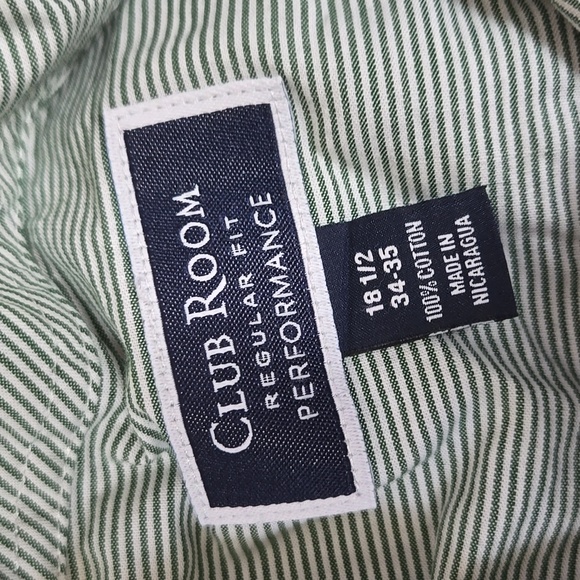 CLUB ROOM
REGULAR FIT
PERFORMANCE
18 1/2
34-35
100% COTTON
MADE IN
NICARAGUA